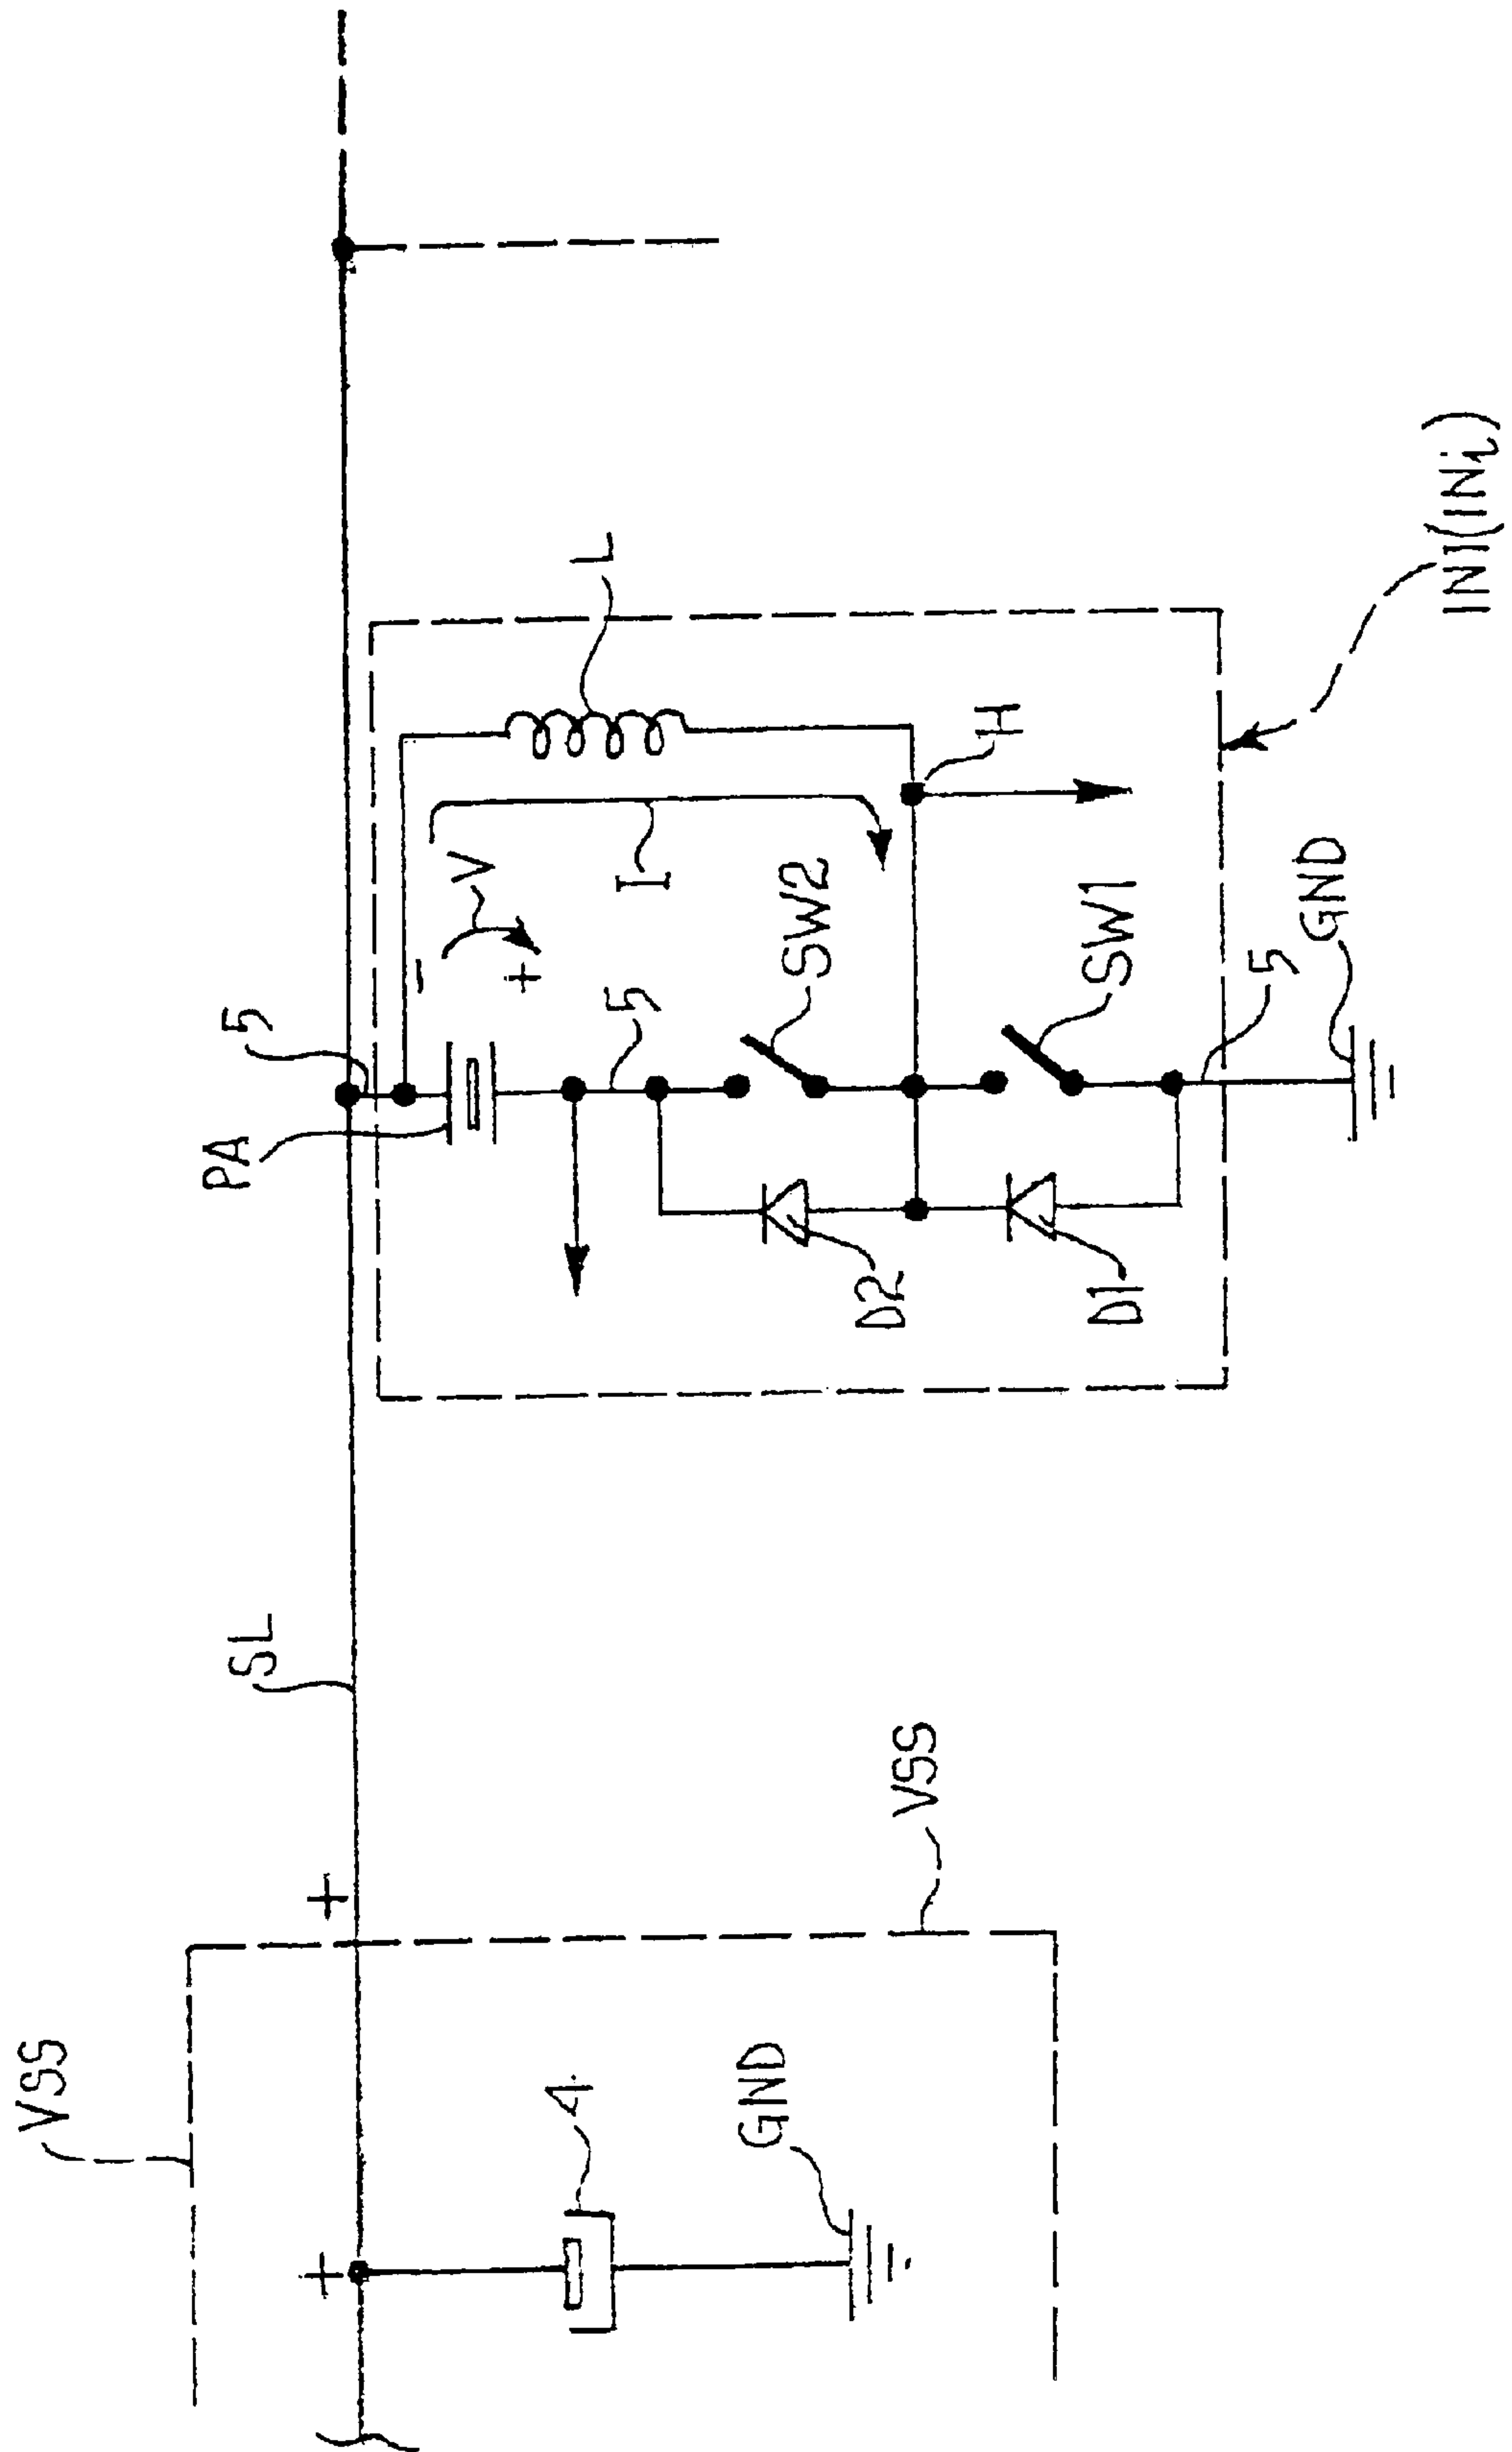 VSS
PA
5
SL
+
+
-
V
+
4
L
5
I
GND
SW2
D2
VSS
H
SW1
D1
5
GND
IN1(INi)